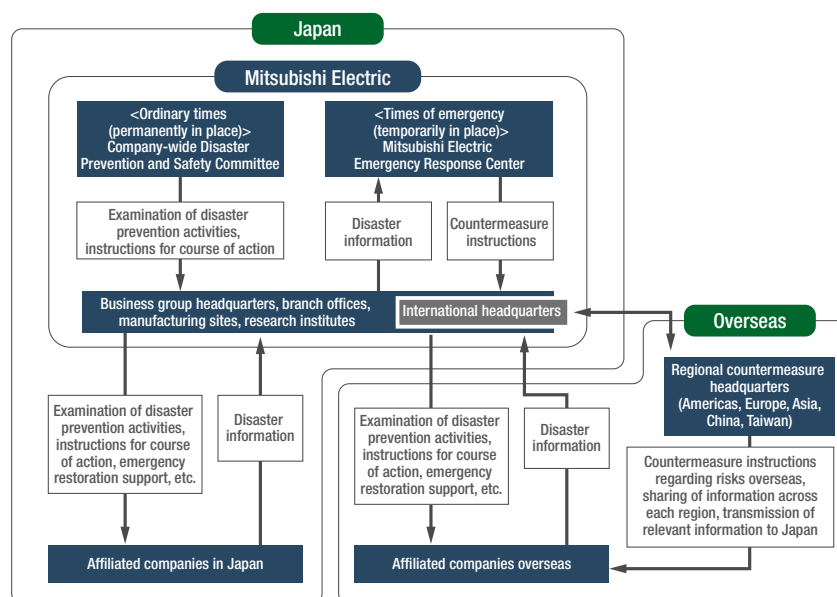 Japan
Mitsubishi Electric
<Ordinary times
(permanently in place)>
Company-wide Disaster
Prevention and Safety Committee
<Times of emergency
(temporarily in place)>
Mitsubishi Electric
Emergency Response Center
Examination of disaster
prevention activities,
instructions for course of action
Disaster
information
Countermeasure
instructions
Business group headquarters, branch offices,
manufacturing sites, research institutes
International headquarters
Overseas
Regional countermeasure
headquarters
(Americas, Europe, Asia,
China, Taiwan)
Examination of disaster
prevention activities,
instructions for course
of action, emergency
restoration support, etc.
Disaster
information
Examination of disaster
prevention activities,
instructions for course
of action, emergency
restoration support, etc.
Disaster
information
Countermeasure instructions
regarding risks overseas,
sharing of information across
each region, transmission of
relevant information to Japan
Affiliated companies in Japan
Affiliated companies overseas